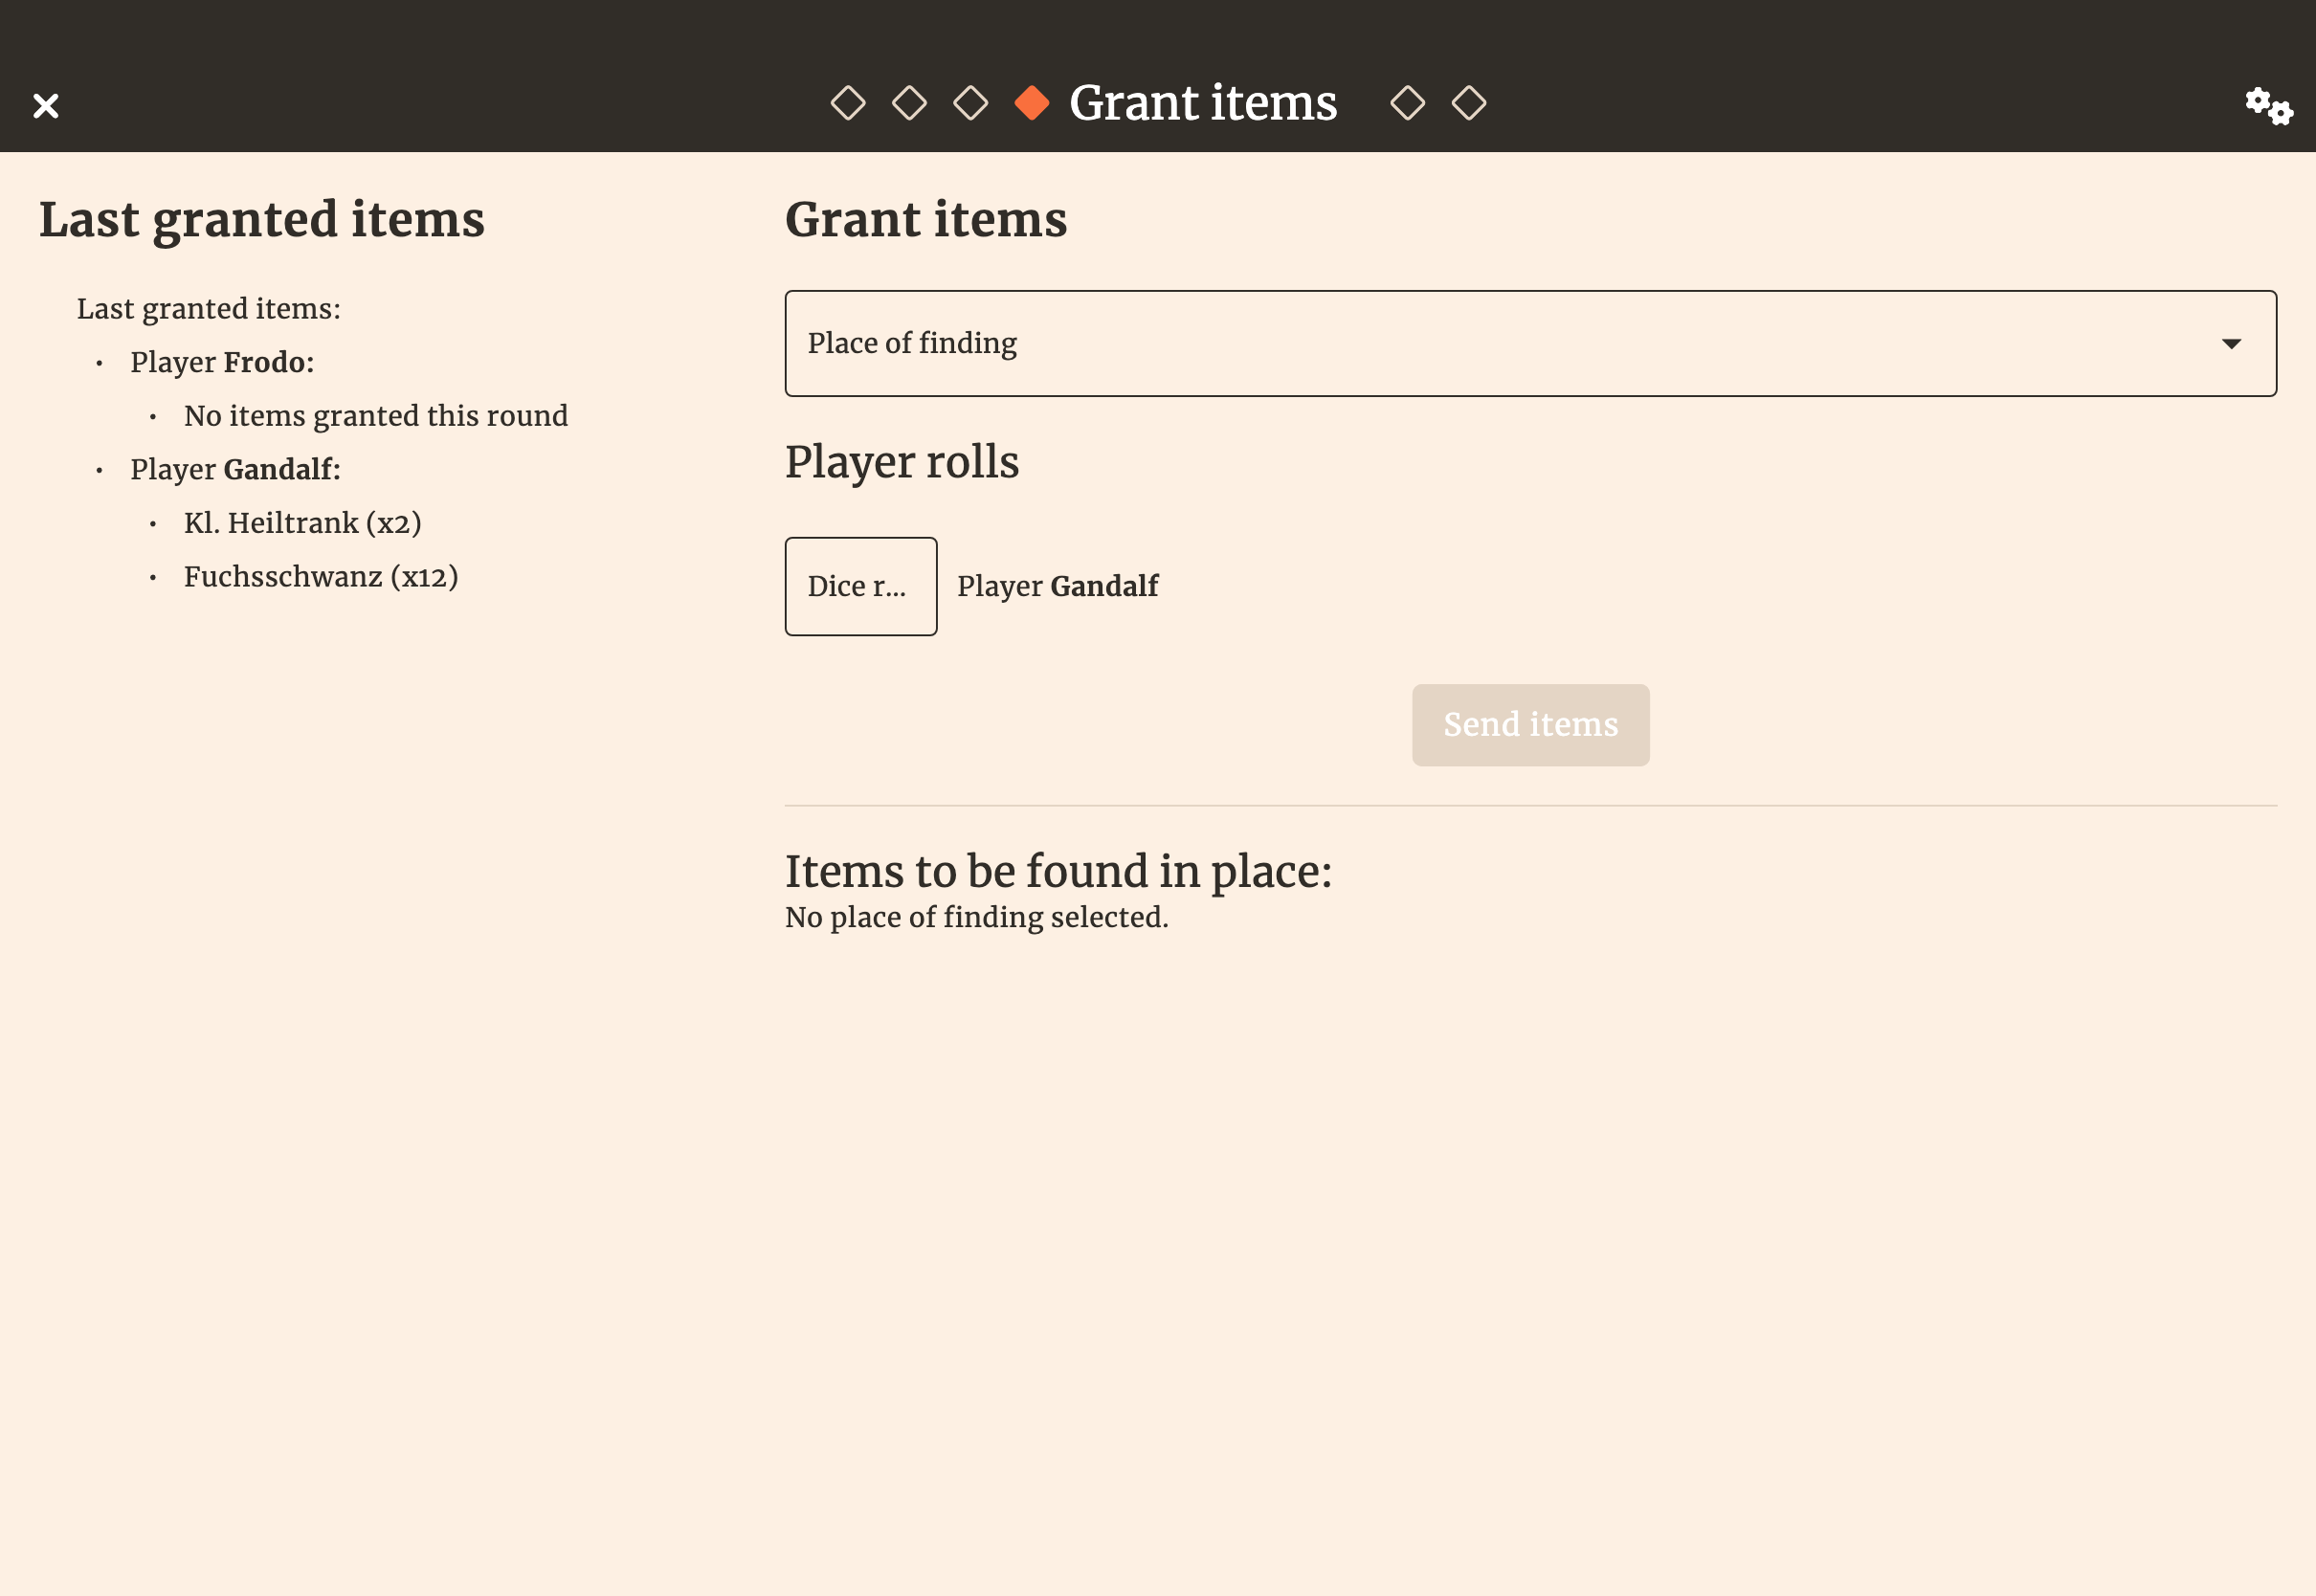 Grant items
Last granted items
Last granted items:
• Player Frodo:
• No items granted this round
• Player Gandalf:
• Kl. Heiltrank (x2)
• Fuchsschwanz (x12)
Grant items
Place of finding
Player rolls
Dice r... Player Gandalf
Send items
Items to be found in place:
No place of finding selected.